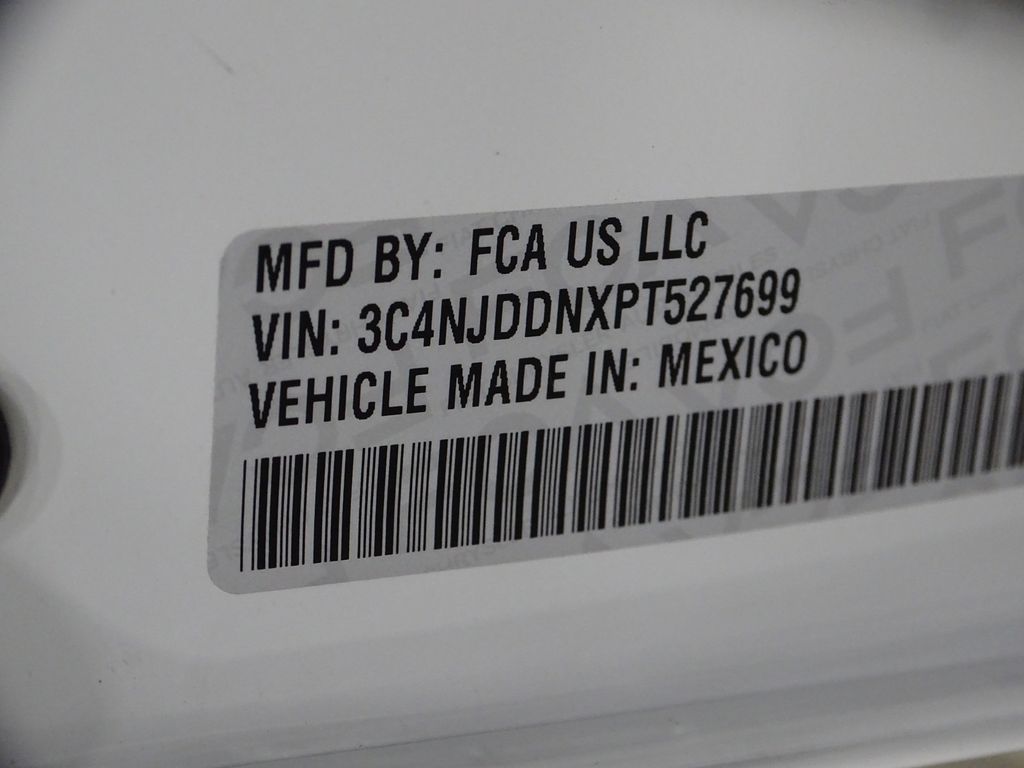 MFD BY: FCA US LLC
VIN: 3C4NJDDNXPT527699
VEHICLE MADE IN: MEXICO